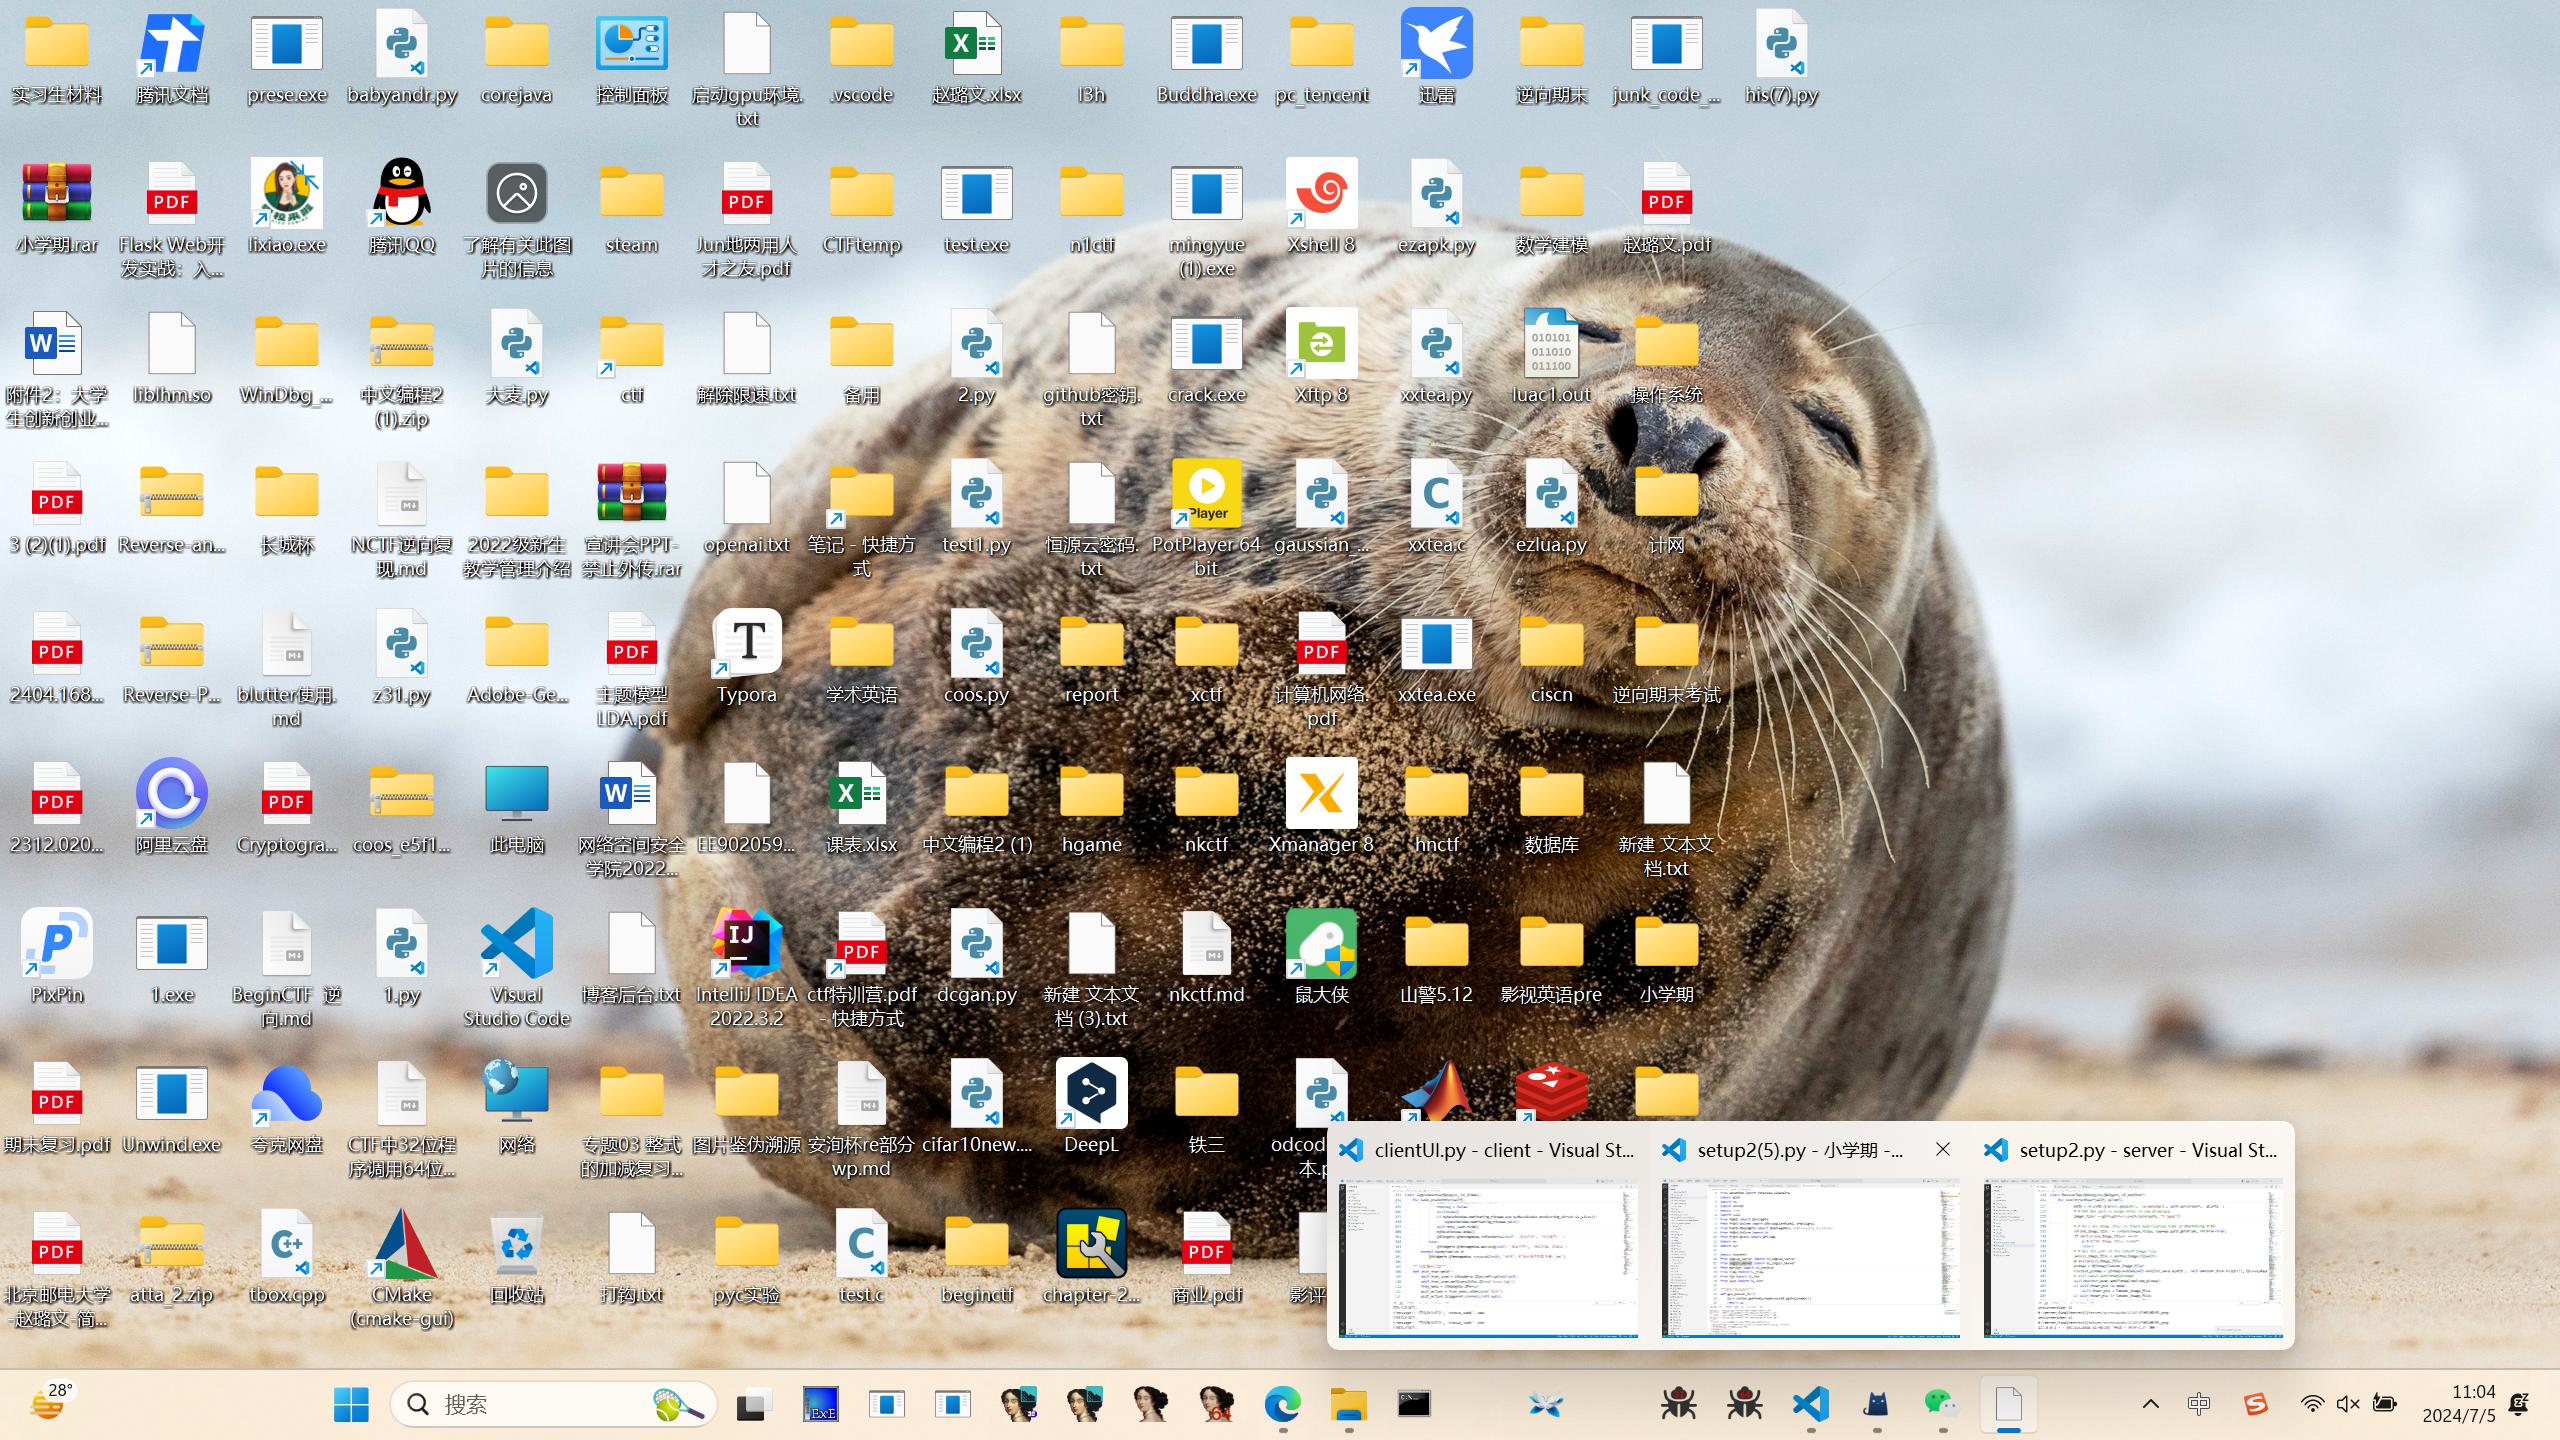 实习生材料
腾讯文档
prese.exe
babyandr.py
corejava
控制面板
启动gpu环境.
txt
.vscode
赵璐文.xlsx
l3h
Buddha.exe
pc_tencent
迅雷
逆向期末
junk_code_...
his(7).py
小学期.rar
Flask Web开
发实战：入...
lixiao.exe
腾讯QQ
了解有关此图
片的信息
steam
Jun地两用人
才之友.pdf
CTFtemp
test.exe
n1ctf
mingyue
(1).exe
Xshell 8
ezapk.py
数学建模
赵璐文.pdf
附件2：大学
生创新创业...
liblhm.so
WinDbg_...
中文编程2
(1).zip
大麦.py
ctf
解除限速.txt
备用
2.py
github密钥.
txt
crack.exe
Xftp 8
xxtea.py
luac1.out
操作系统
3 (2)(1).pdf
Reverse-an...
长城杯
NCTF逆向复
现.md
2022级新生
教学管理介绍
宣讲会PPT-
禁止外传.rar
openai.txt
笔记 - 快捷方
式
test1.py
恒源云密码.
txt
PotPlayer 64
bit
gaussian_...
xxtea.c
ezlua.py
计网
2404.168...
Reverse-P...
blutter使用.
md
z31.py
Adobe-Ge...
主题模型
LDA.pdf
Typora
学术英语
coos.py
report
xctf
计算机网络.
pdf
xxtea.exe
ciscn
逆向期末考试
2312.020...
阿里云盘
Cryptogra...
coos_e5f1...
此电脑
网络空间安全
学院2022...
EE902059...
课表.xlsx
中文编程2 (1)
hgame
nkctf
Xmanager 8
hnctf
数据库
新建 文本文
档.txt
PixPin
1.exe
BeginCTF 逆
向.md
1.py
Visual
Studio Code
博客后台.txt
IntelliJ IDEA
2022.3.2
ctf特训营.pdf
- 快捷方式
dcgan.py
新建 文本文
档 (3).txt
nkctf.md
鼠大侠
山警5.12
影视英语pre
小学期
期末复习.pdf
Unwind.exe
夸克网盘
CTF中32位程
序调用64位...
网络
专题03 整式
的加减复习...
图片鉴伪溯源
安洵杯re部分
wp.md
cifar10new....
DeepL
铁三
odcod
本.p
clientUI.py - client - Visual St...
setup2(5).py - 小学期 -...
setup2.py - server - Visual St...
北京邮电大学
-赵璐文-简...
atta_2.zip
tbox.cpp
CMake
(cmake-gui)
回收站
打钩.txt
pyc实验
test.c
beginctf
chapter-2...
商业.pdf
影评
28°
搜索
中
11:04
2024/7/5